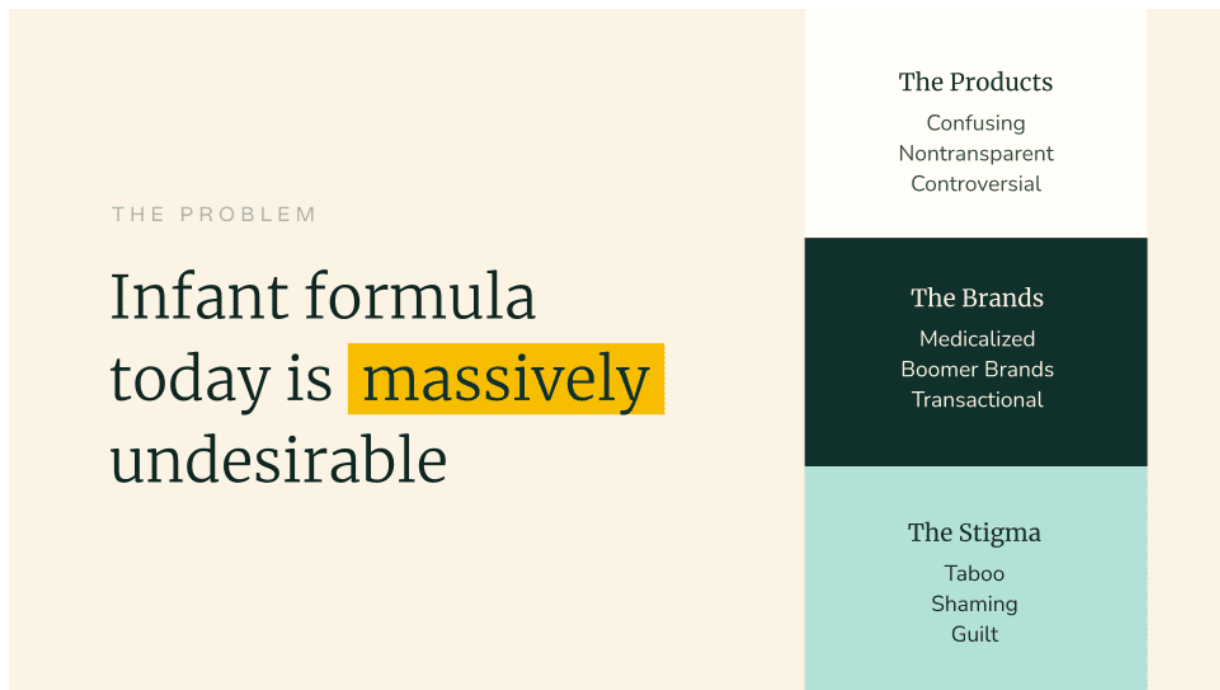 THE PROBLEM
Infant formula
today is massively
undesirable
The Products
Confusing
Nontransparent
Controversial
The Brands
Medicalized
Boomer Brands
Transactional
The Stigma
Taboo
Shaming
Guilt